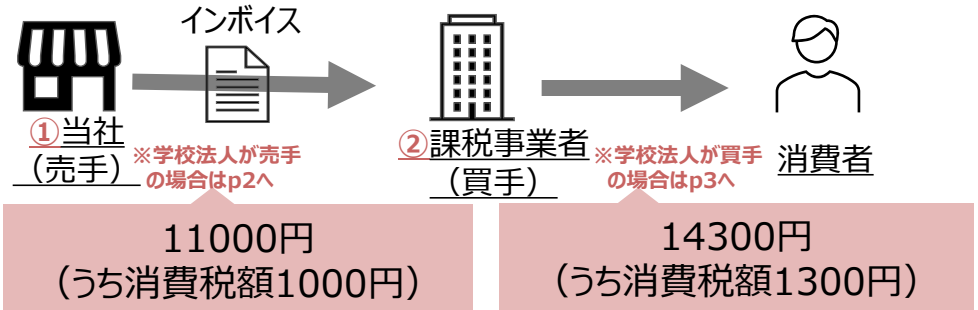 インボイス
①当社
（売手）
※学校法人が売手
の場合はp2へ
②課税事業者
（買手）
※学校法人が買手
の場合はp3へ
消費者
11000円
（うち消費税額1000円）
14300円
（うち消費税額1300円）